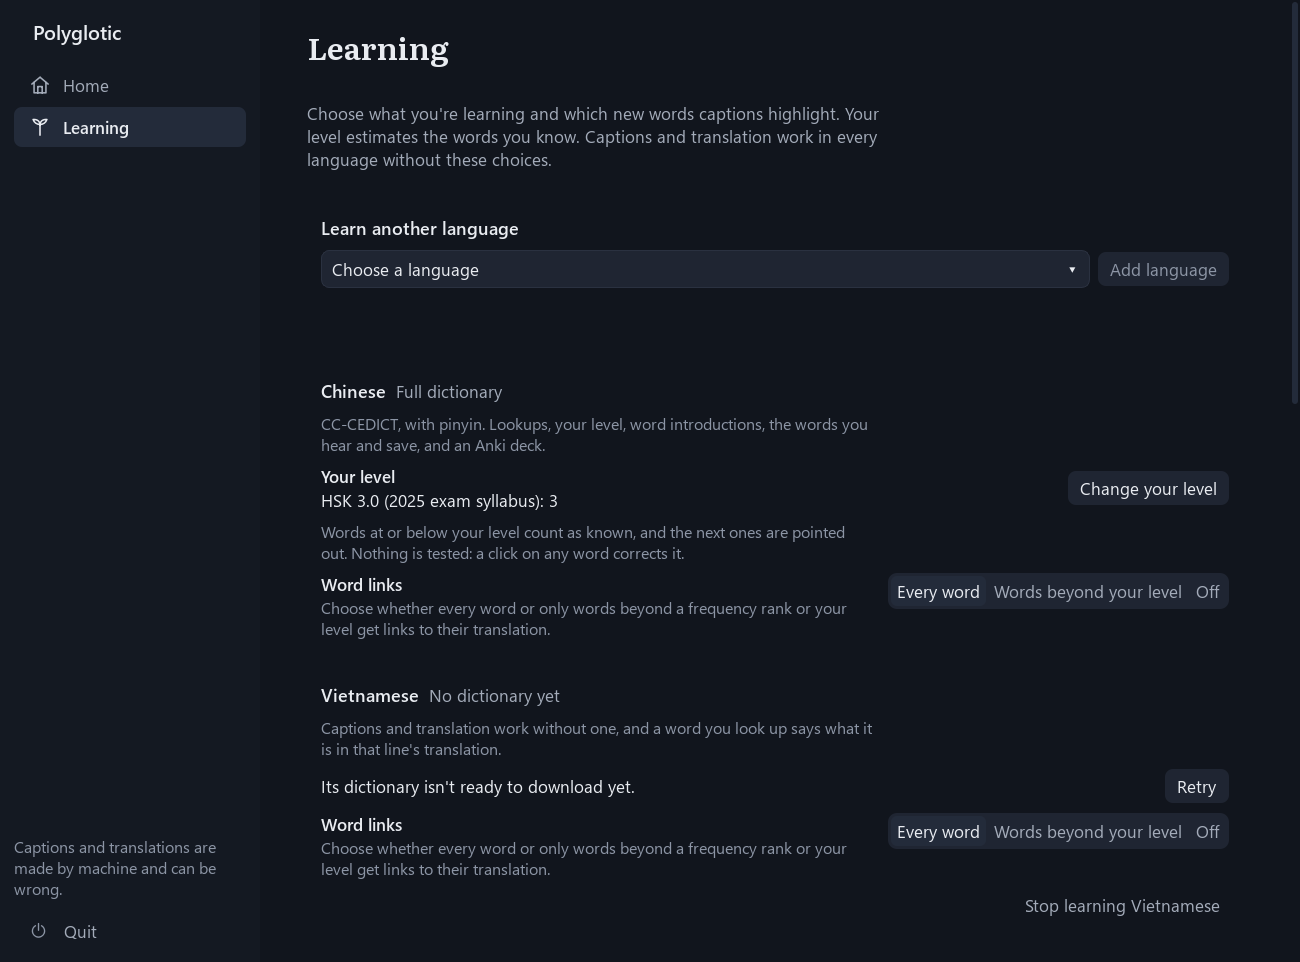 Polyglotic
Home
Learning
Captions and translations are
made by machine and can be
wrong.
Quit
Learning
Choose what you're learning and which new words captions highlight. Your
level estimates the words you know. Captions and translation work in every
language without these choices.
Learn another language
Choose a language
Add language
Chinese Full dictionary
CC-CEDICT, with pinyin. Lookups, your level, word introductions, the words you
hear and save, and an Anki deck.
Your level
HSK 3.0 (2025 exam syllabus): 3
Change your level
Words at or below your level count as known, and the next ones are pointed
out. Nothing is tested: a click on any word corrects it.
Word links
Choose whether every word or only words beyond a frequency rank or your
level get links to their translation.
Every word Words beyond your level Off
Vietnamese No dictionary yet
Captions and translation work without one, and a word you look up says what it
is in that line's translation.
Its dictionary isn't ready to download yet.
Retry
Word links
Choose whether every word or only words beyond a frequency rank or your
level get links to their translation.
Every word Words beyond your level Off
Stop learning Vietnamese